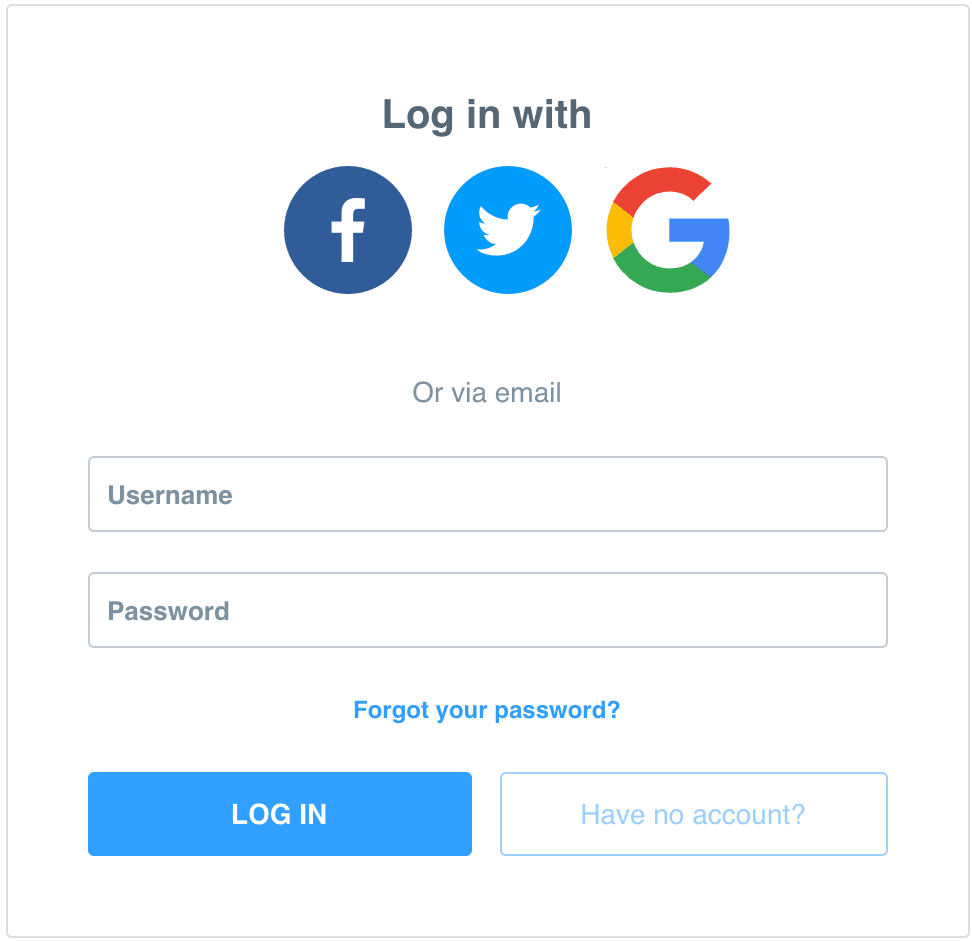 Log in with
Or via email
Username
Password
Forgot your password?
LOG IN
Have no account?